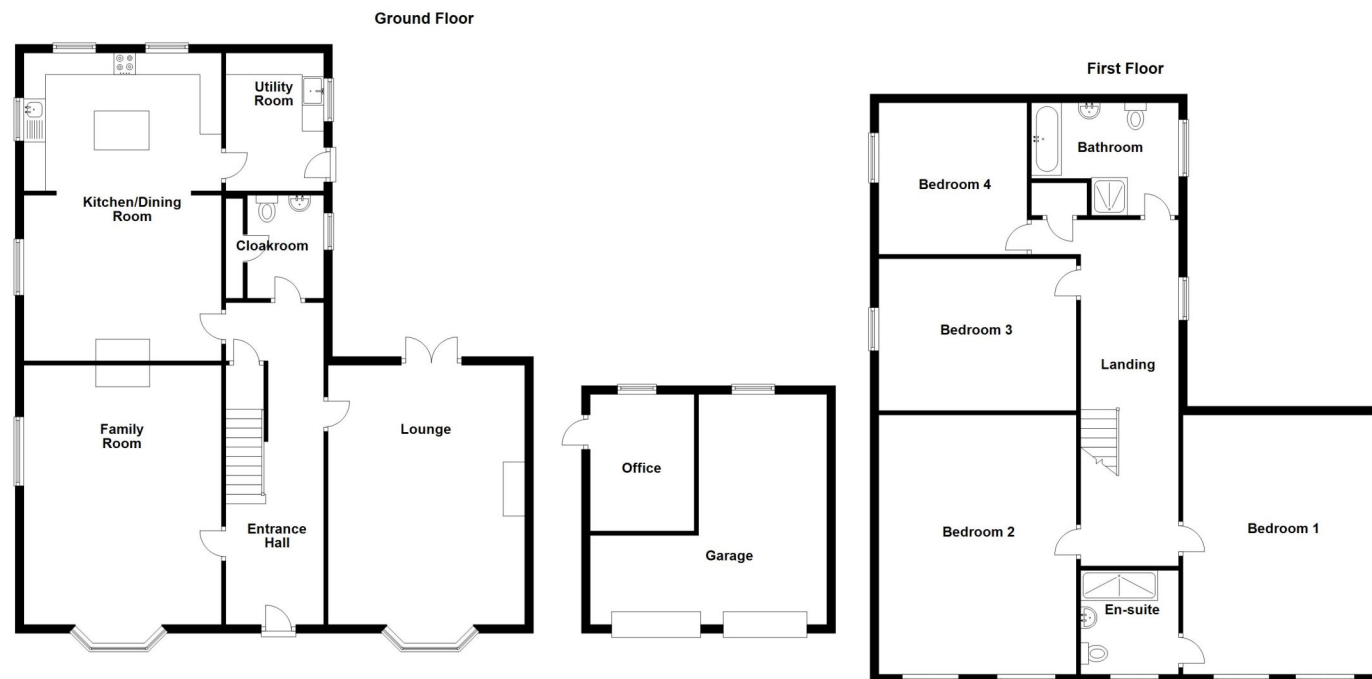 Ground Floor
Utility
Room
Kitchen/Dining
Room
Cloakroom
Family
Room
Lounge
Entrance
Hall
Office
Garage
First Floor
Bedroom 4
Bathroom
Bedroom 3
Landing
Bedroom 2
Bedroom 1
En-suite